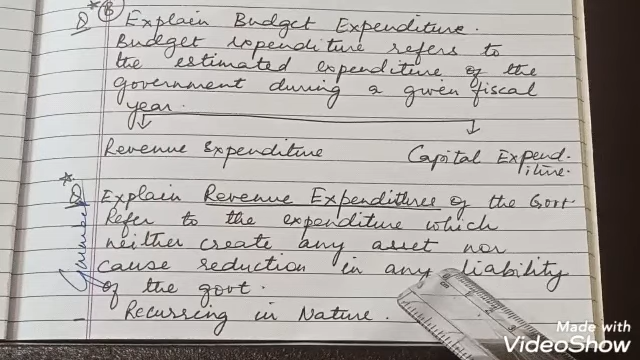 Q * (B) Explain Budget Expenditure.
Budget expenditure refers to
the estimated expenditure of the
government during a given fiscal
year.
Revenue Expenditure Capital Expend-
iture.
Q * Explain Revenue Expenditures of the Govt.
Refer to the expenditure which
neither create any asset nor
cause reduction in any liability
of the govt.
Recurring in Nature.
Made with
VideoShow